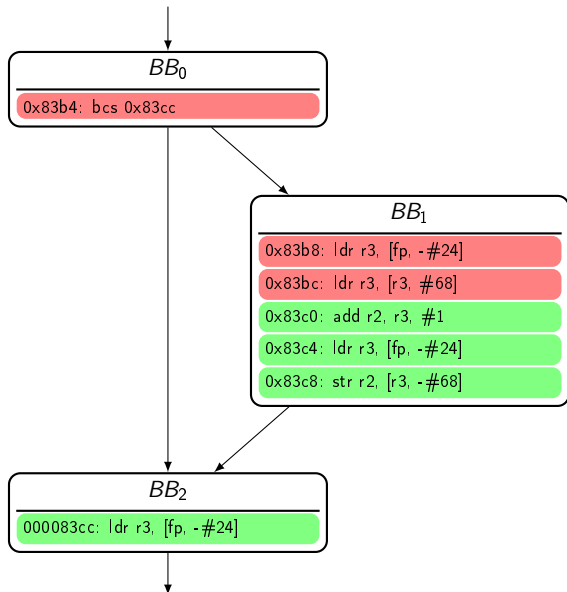 BB0
0x83b4: bcs 0x83cc
BB1
0x83b8: ldr r3, [fp, -#24]
0x83bc: ldr r3, [r3, #68]
0x83c0: add r2, r3, #1
0x83c4: ldr r3, [fp, -#24]
0x83c8: str r2, [r3, -#68]
BB2
000083cc: ldr r3, [fp, -#24]